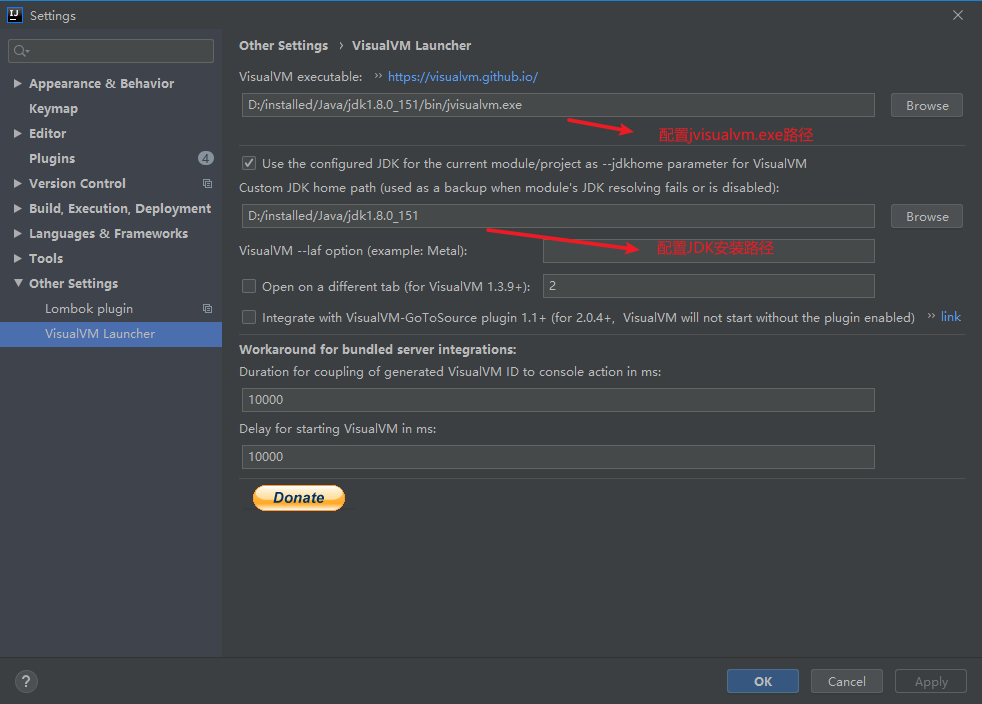 Settings
Appearance & Behavior
Keymap
Editor
Plugins 4
Version Control
Build, Execution, Deployment
Languages & Frameworks
Tools
Other Settings
Lombok plugin
VisualVM Launcher
Other Settings › VisualVM Launcher
VisualVM executable: ›› https://visualvm.github.io/
D:/installed/Java/jdk1.8.0_151/bin/jvisualvm.exe Browse
配置jvisualvm.exe路径
Use the configured JDK for the current module/project as --jdkhome parameter for VisualVM
Custom JDK home path (used as a backup when module's JDK resolving fails or is disabled):
D:/installed/Java/jdk1.8.0_151 Browse
配置JDK安装路径
VisualVM --laf option (example: Metal):
Open on a different tab (for VisualVM 1.3.9+): 2
Integrate with VisualVM-GoToSource plugin 1.1+ (for 2.0.4+, VisualVM will not start without the plugin enabled) ›› link
Workaround for bundled server integrations:
Duration for coupling of generated VisualVM ID to console action in ms:
10000
Delay for starting VisualVM in ms:
10000
Donate
? OK Cancel Apply